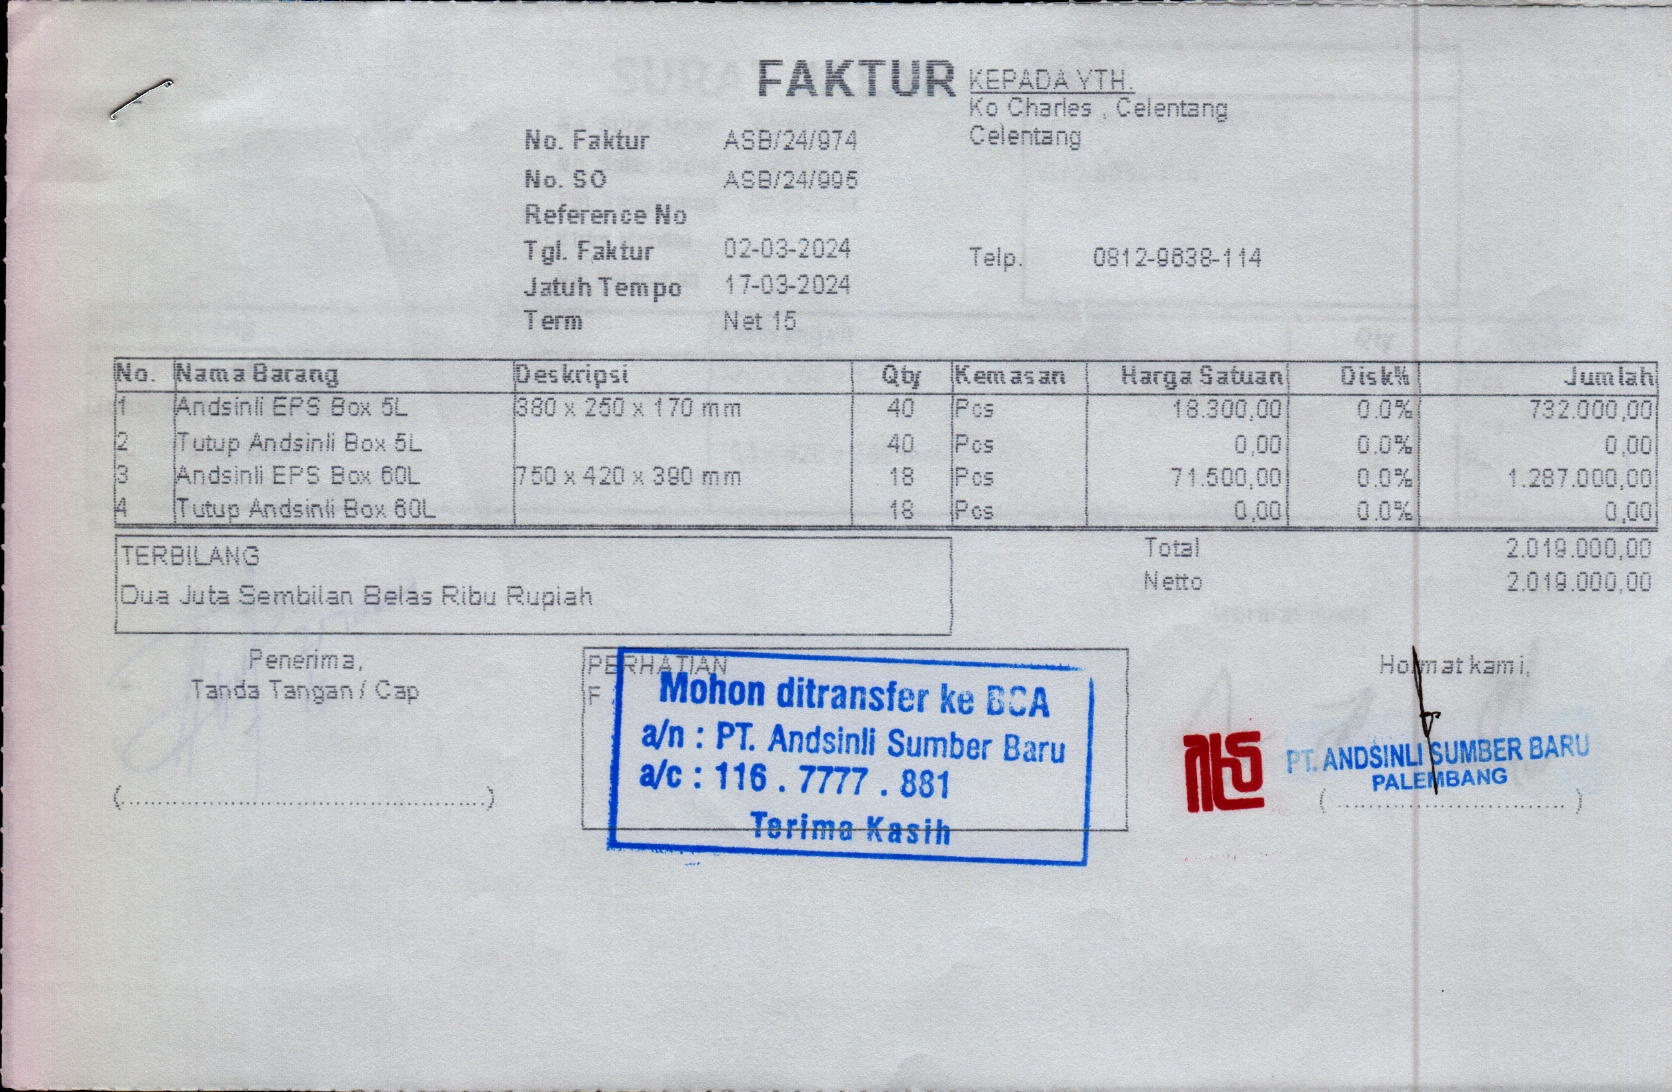 FAKTUR
KEPADA YTH.
Ko Charles , Celentang
Celentang
No. Faktur ASB/24/974
No. SO ASB/24/995
Reference No
Tgl. Faktur 02-03-2024
Telp. 0812-9638-114
Jatuh Tempo 17-03-2024
Term Net 15
No. Nama Barang Deskripsi Qty Kemasan Harga Satuan Disk% Jumlah
1 Andsinli EPS Box 5L 380 x 250 x 170 mm 40 Pcs 18.300,00 0.0% 732.000,00
2 Tutup Andsinli Box 5L 40 Pcs 0,00 0.0% 0,00
3 Andsinli EPS Box 60L 750 x 420 x 390 mm 18 Pcs 71.500,00 0.0% 1.287.000,00
4 Tutup Andsinli Box 60L 18 Pcs 0,00 0.0% 0,00
TERBILANG
Dua Juta Sembilan Belas Ribu Rupiah
Total 2.019.000,00
Netto 2.019.000,00
Penerima,
Tanda Tangan / Cap
PERHATIAN
F
Mohon ditransfer ke BCA
a/n : PT. Andsinli Sumber Baru
a/c : 116 . 7777 . 881
Terima Kasih
Hormat kami,
PT. ANDSINLI SUMBER BARU
PALEMBANG